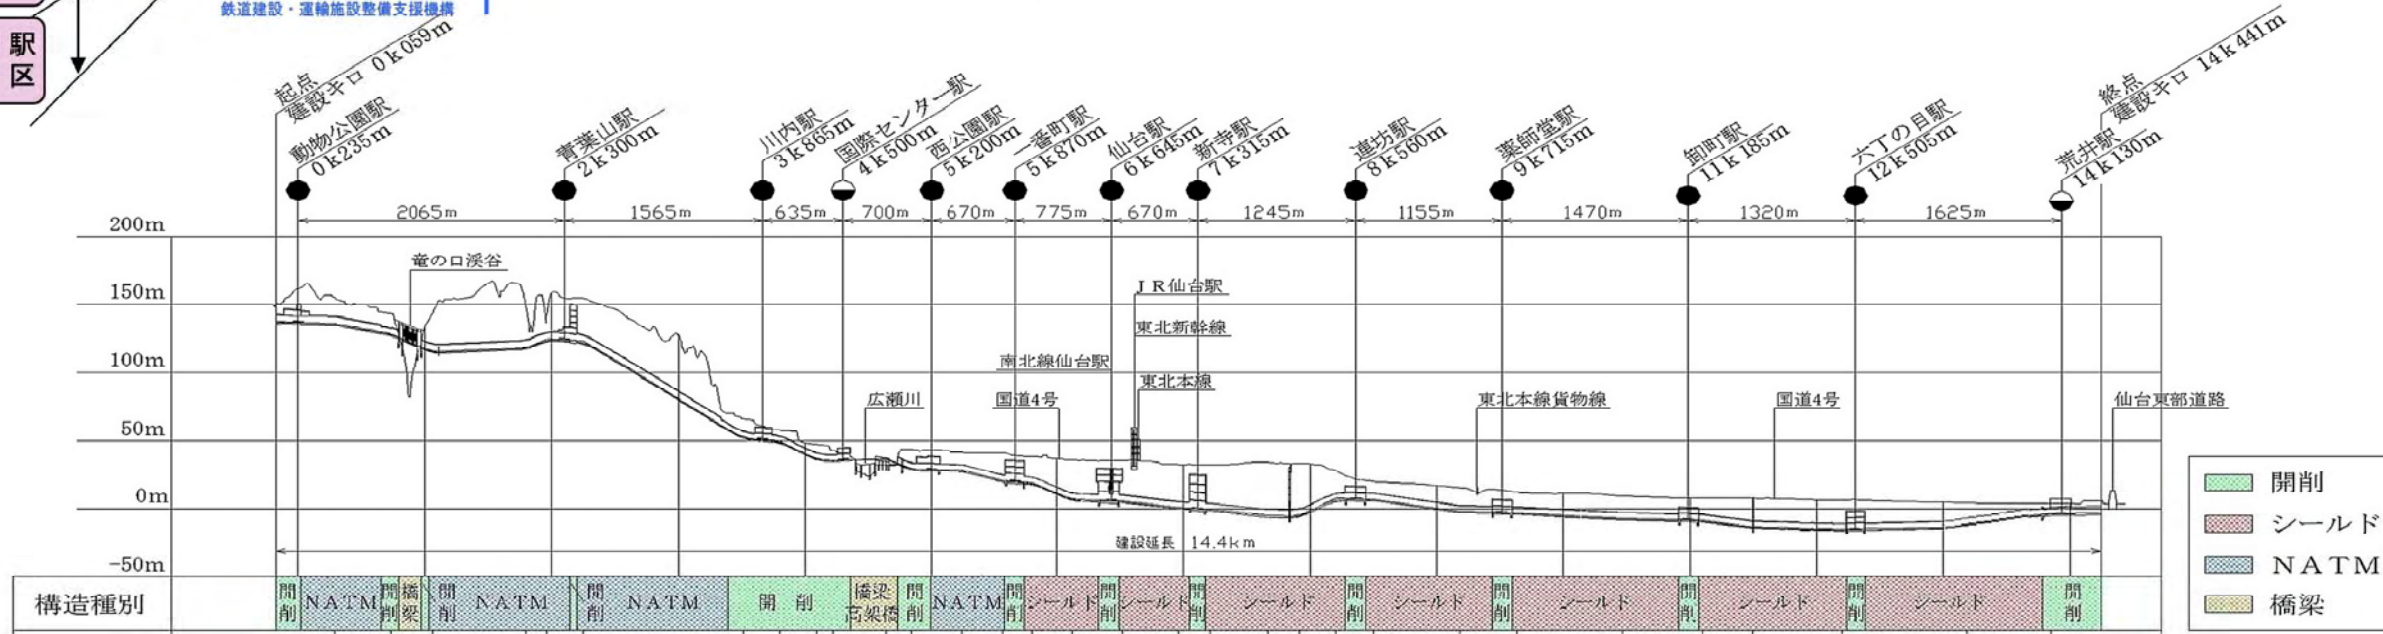 鉄道建設・運輸施設整備支援機構
駅
区
起点
建設キロ 0k059m
動物公園駅
0k235m
青葉山駅
2k300m
川内駅
3k865m
国際センター駅
4k500m
西公園駅
5k200m
一番町駅
5k870m
仙台駅
6k645m
新寺駅
7k315m
連坊駅
8k560m
薬師堂駅
9k715m
卸町駅
11k185m
六丁の目駅
12k505m
荒井駅
14k130m
終点
建設キロ 14k441m
2065m 1565m 635m 700m 670m 775m 670m 1245m 1155m 1470m 1320m 1625m
200m
竜の口渓谷
JR仙台駅
150m
東北新幹線
南北線仙台駅
100m
東北本線
広瀬川
国道4号
東北本線貨物線
国道4号
仙台東部道路
50m
0m
建設延長 14.4km
-50m
構造種別
開削 NATM 開削 橋梁 開削 NATM 開削 NATM 開削 橋梁高架橋 開削 NATM 開削 シールド 開削 シールド 開削 シールド 開削 シールド 開削 シールド 開削 シールド 開削 シールド 開削
開削
シールド
NATM
橋梁